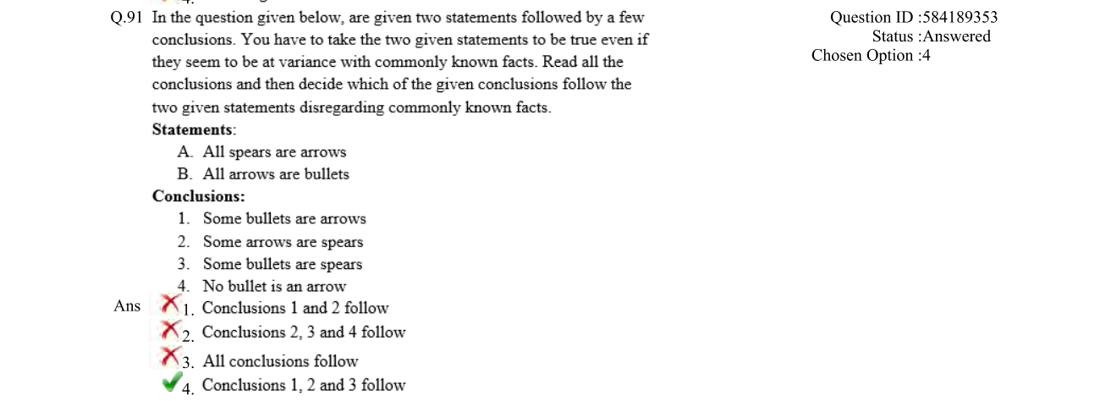 Q.91 In the question given below, are given two statements followed by a few
conclusions. You have to take the two given statements to be true even if
they seem to be at variance with commonly known facts. Read all the
conclusions and then decide which of the given conclusions follow the
two given statements disregarding commonly known facts.
Statements:
A. All spears are arrows
B. All arrows are bullets
Conclusions:
1. Some bullets are arrows
2. Some arrows are spears
3. Some bullets are spears
4. No bullet is an arrow
Ans 1. Conclusions 1 and 2 follow
2. Conclusions 2, 3 and 4 follow
3. All conclusions follow
4. Conclusions 1, 2 and 3 follow
Question ID :584189353
Status :Answered
Chosen Option :4